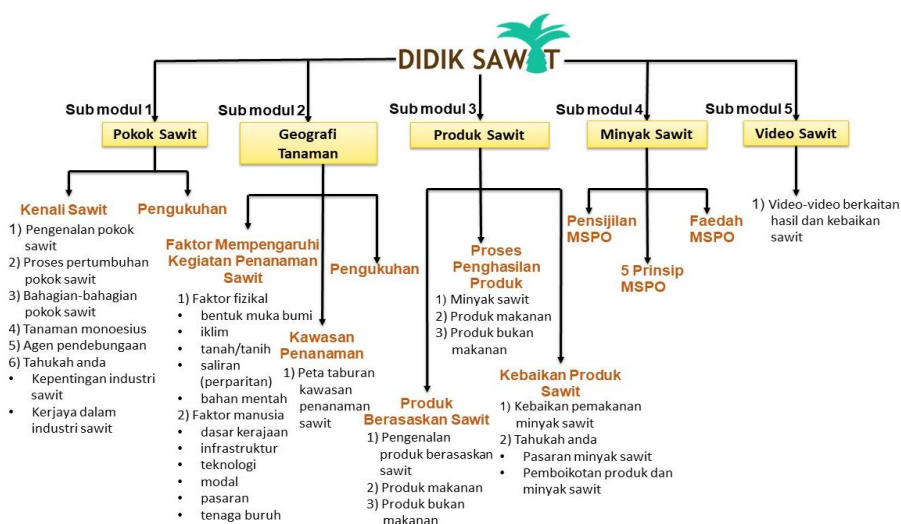 DIDIK SAWIT
Sub modul 1
Pokok Sawit
Kenali Sawit
1) Pengenalan pokok
sawit
2) Proses pertumbuhan
pokok sawit
3) Bahagian-bahagian
pokok sawit
4) Tanaman monoesius
5) Agen pendebungaan
6) Tahukah anda
• Kepentingan industri
sawit
• Kerjaya dalam
industri sawit
Pengukuhan
Sub modul 2
Geografi
Tanaman
Faktor Mempengaruhi
Kegiatan Penanaman
Sawit
1) Faktor fizikal
• bentuk muka bumi
• iklim
• tanah/tanih
• saliran
(perparitan)
• bahan mentah
2) Faktor manusia
• dasar kerajaan
• infrastruktur
• teknologi
• modal
• pasaran
• tenaga buruh
Kawasan
Penanaman
1) Peta taburan
kawasan
penanaman
sawit
Pengukuhan
Sub modul 3
Produk Sawit
Produk
Berasaskan Sawit
1) Pengenalan
produk berasaskan
sawit
2) Produk makanan
3) Produk bukan
makanan
Proses
Penghasilan
Produk
1) Minyak sawit
2) Produk makanan
3) Produk bukan
makanan
Kebaikan Produk
Sawit
1) Kebaikan pemakanan
minyak sawit
2) Tahukah anda
• Pasaran minyak sawit
• Pemboikotan produk dan
minyak sawit
Sub modul 4
Minyak Sawit
Pensijilan
MSPO
5 Prinsip
MSPO
Faedah
MSPO
Sub modul 5
Video Sawit
1) Video-video berkaitan
hasil dan kebaikan
sawit